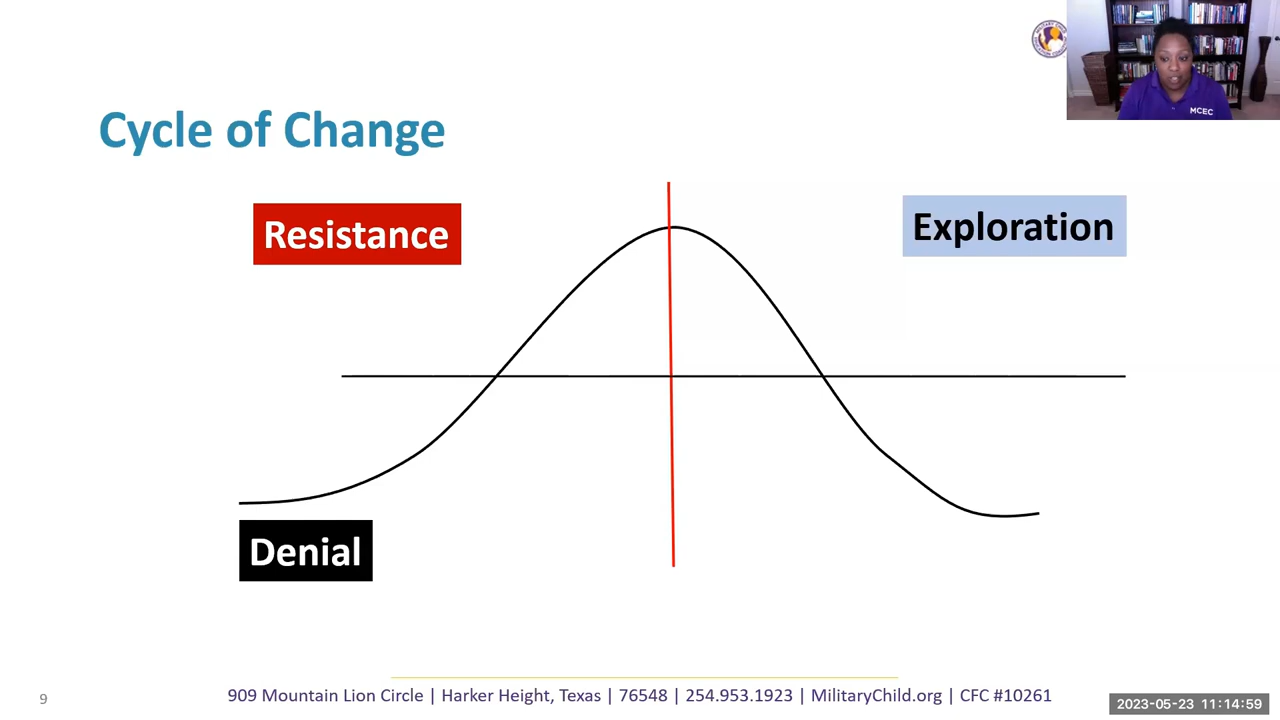 Cycle of Change
Resistance
Exploration
Denial
MCEC
9
909 Mountain Lion Circle | Harker Height, Texas | 76548 | 254.953.1923 | MilitaryChild.org | CFC #10261
2023-05-23 11:14:59